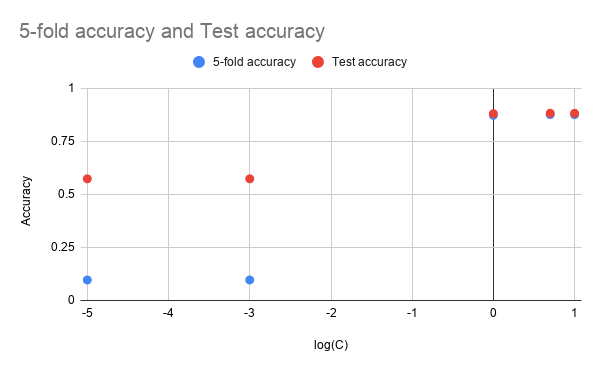 5-fold accuracy and Test accuracy
5-fold accuracy Test accuracy
1
0.75
0.5
0.25
0
Accuracy
-5 -4 -3 -2 -1 0 1
log(C)